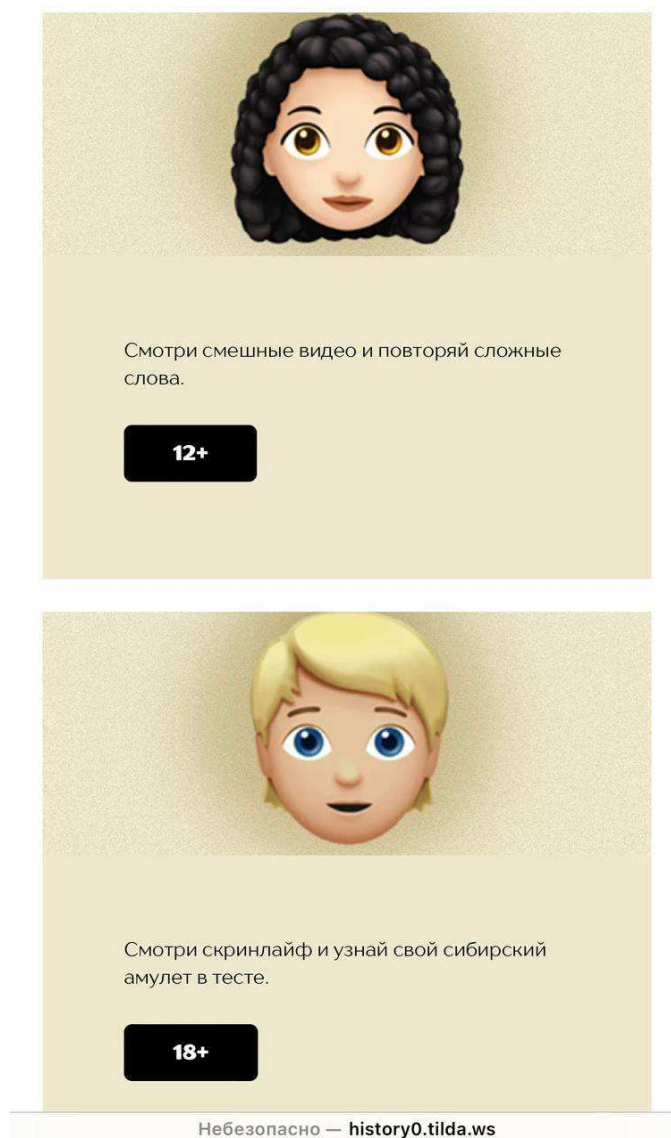 Смотри смешные видео и повторяй сложные
слова.
12+
Смотри скринлайф и узнай свой сибирский
амулет в тесте.
18+
Небезопасно — history0.tilda.ws